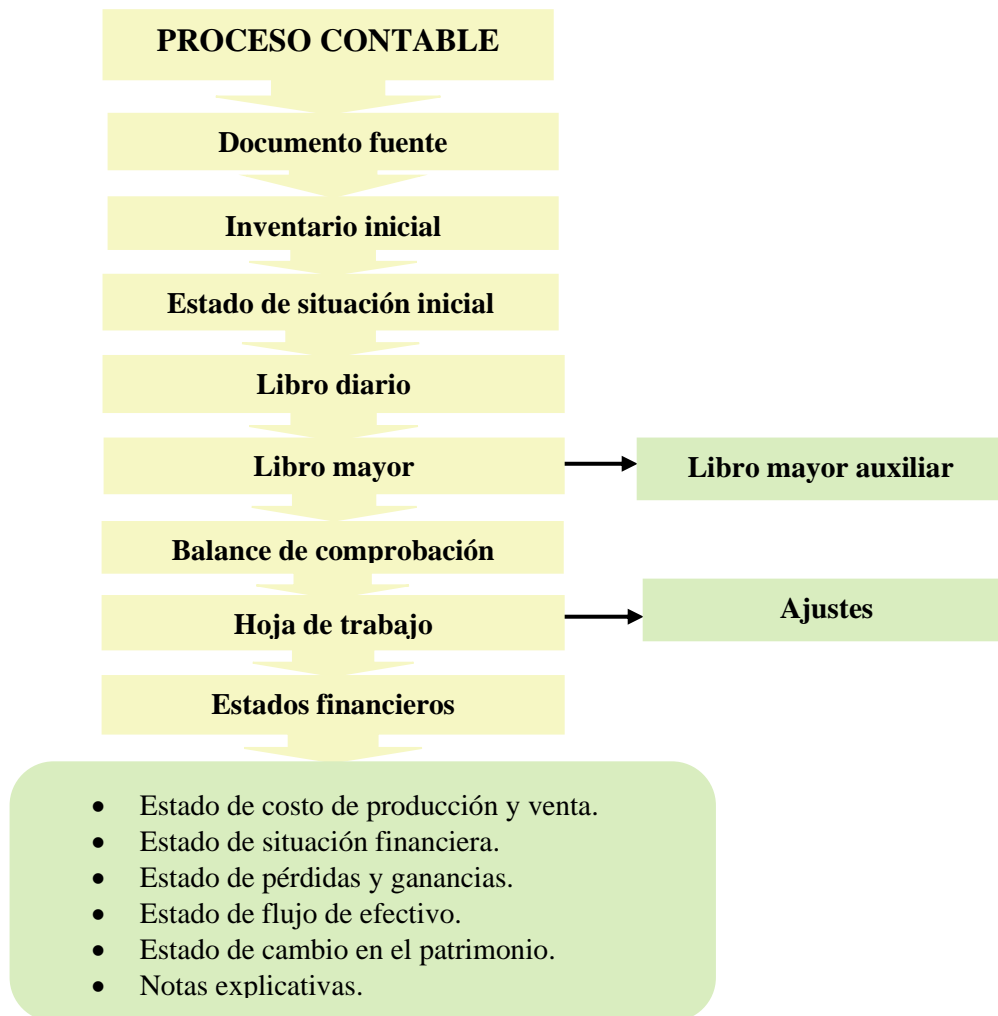 PROCESO CONTABLE
Documento fuente
Inventario inicial
Estado de situación inicial
Libro diario
Libro mayor
Libro mayor auxiliar
Balance de comprobación
Hoja de trabajo
Ajustes
Estados financieros
• Estado de costo de producción y venta.
• Estado de situación financiera.
• Estado de pérdidas y ganancias.
• Estado de flujo de efectivo.
• Estado de cambio en el patrimonio.
• Notas explicativas.